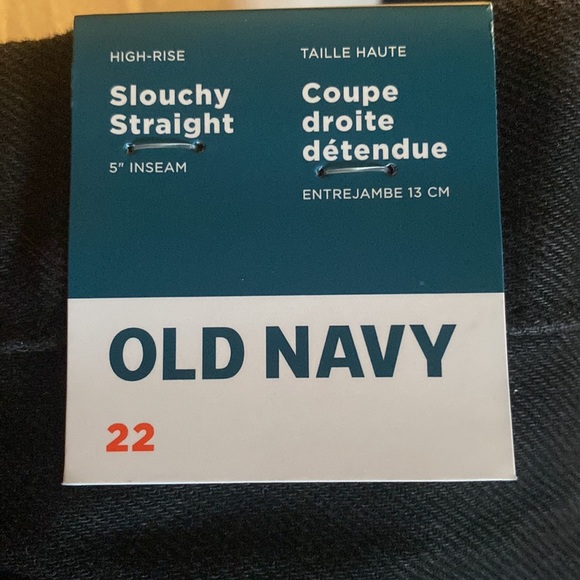 HIGH-RISE
Slouchy
Straight
5" INSEAM
TAILLE HAUTE
Coupe
droite
détendue
ENTREJAMBE 13 CM
OLD NAVY
22